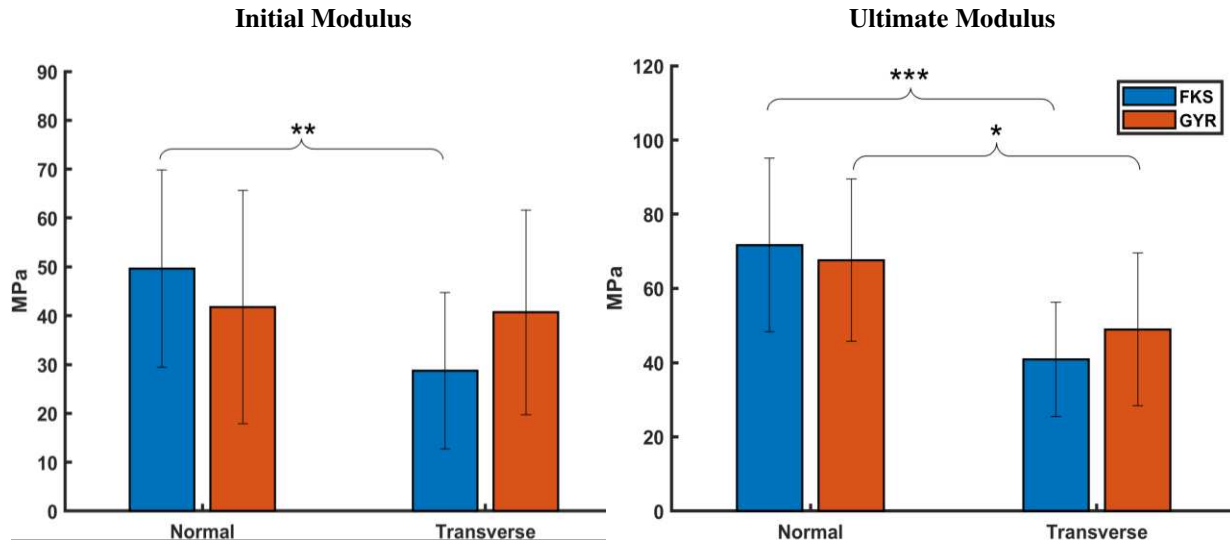 Initial Modulus
90
80
70
60
50
40
30
20
10
0
MPa
**
Normal
Transverse
Ultimate Modulus
120
100
80
60
40
20
0
MPa
***
*
FKS
GYR
Normal
Transverse